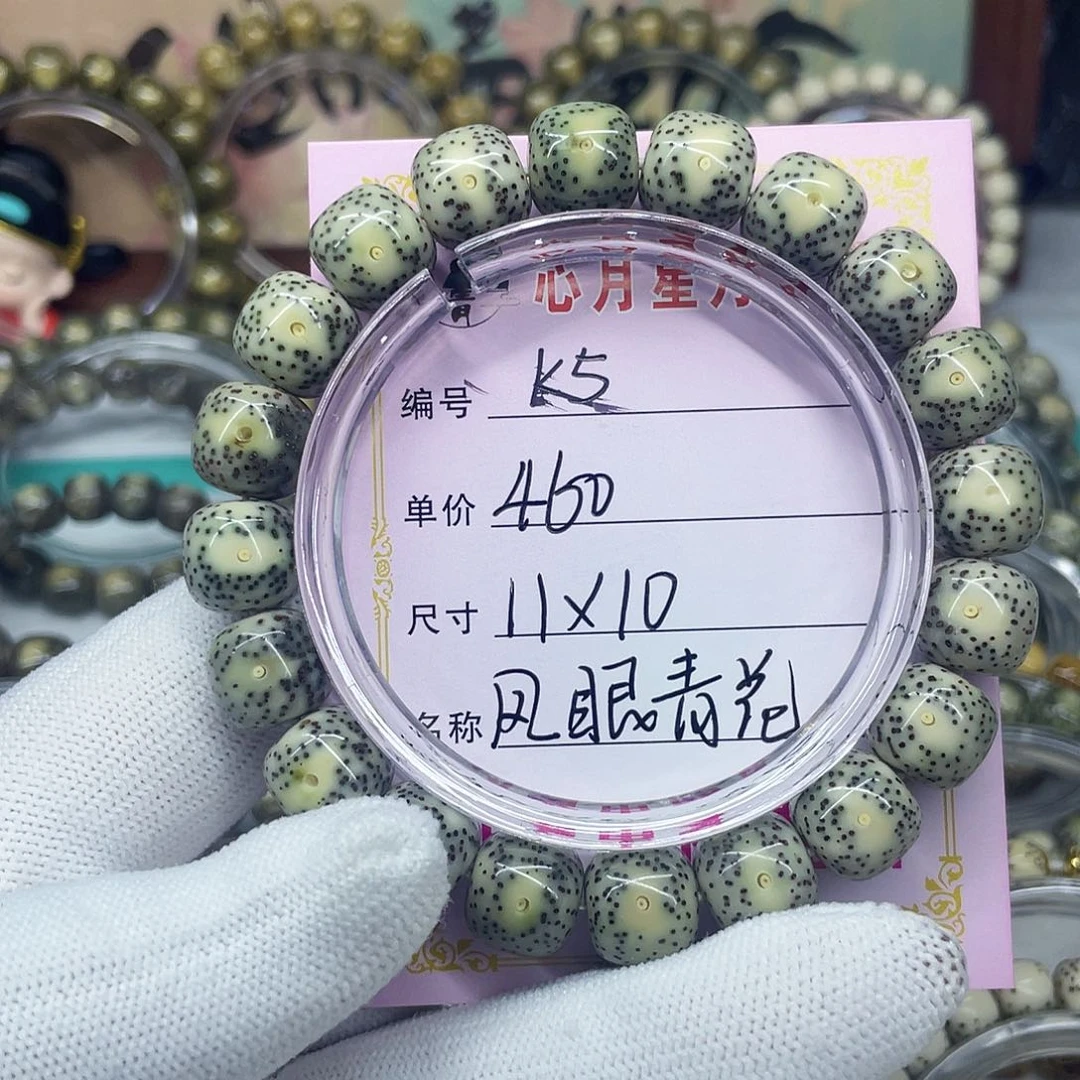 心月星月
编号 K5
单价 460
尺寸 11X10
名称 凤眼青花